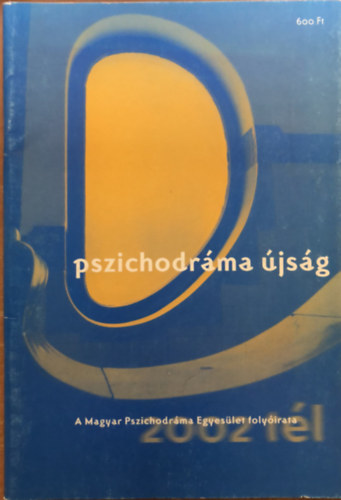 600 Ft
pszichodráma újság
A Magyar Pszichodráma Egyesület folyóirata
2002 tél